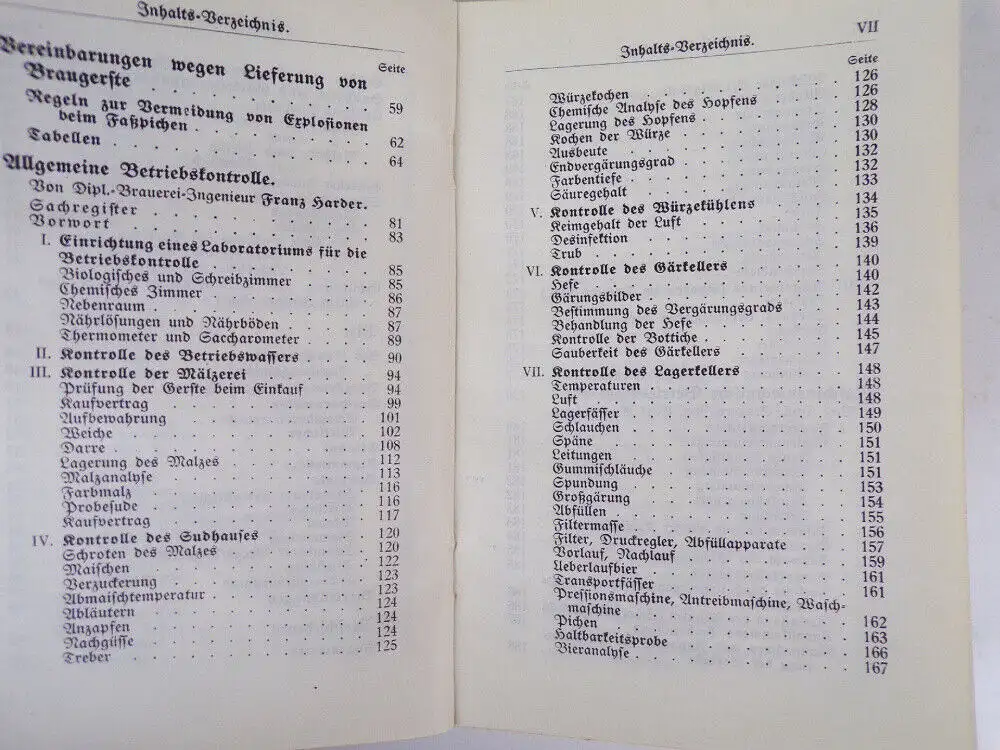 Inhalts-Verzeichnis.
Seite
Vereinbarungen wegen Lieferung von
Braugerste . . . . . . . . 59
Regeln zur Vermeidung von Explosionen
beim Faßpichen . . . . . . . . 62
Tabellen . . . . . . . . 64
Allgemeine Betriebskontrolle.
Von Dipl.-Brauerei-Ingenieur Franz Harder.
Sachregister . . . . . . . . 81
Vorwort . . . . . . . . 83
I. Einrichtung eines Laboratoriums für die
Betriebskontrolle . . . . . . . . 85
Biologisches und Schreibzimmer . . . . 85
Chemisches Zimmer . . . . . . . . 86
Nebenraum . . . . . . . . 87
Nährlösungen und Nährböden . . . . 87
Thermometer und Saccharometer . . . . 89
II. Kontrolle des Betriebswassers . . . . 90
III. Kontrolle der Mälzerei . . . . . . 94
Prüfung der Gerste beim Einkauf . . . . 94
Kaufvertrag . . . . . . . . 99
Aufbewahrung . . . . . . . . 101
Weiche . . . . . . . . 102
Darre . . . . . . . . 108
Lagerung des Malzes . . . . . . 112
Malzanalyse . . . . . . . . 113
Farbmalz . . . . . . . . 116
Probesude . . . . . . . . 116
Kaufvertrag . . . . . . . . 117
IV. Kontrolle des Sudhauses . . . . . 120
Schroten des Malzes . . . . . . 120
Maischen . . . . . . . . 122
Verzuckerung . . . . . . . . 123
Abmaischtemperatur . . . . . . 123
Abläutern . . . . . . . . 124
Anzapfen . . . . . . . . 124
Nachgüsse . . . . . . . . 124
Treber . . . . . . . . 125
Inhalts-Verzeichnis. VII
Seite
Würzekochen . . . . . . . . 126
Chemische Analyse des Hopfens . . . . 126
Lagerung des Hopfens . . . . . . 128
Kochen der Würze . . . . . . 130
Ausbeute . . . . . . . . 130
Endvergärungsgrad . . . . . . 132
Farbentiefe . . . . . . . . 132
Säuregehalt . . . . . . . . 133
V. Kontrolle des Würzekühlens . . . . 134
Keimgehalt der Luft . . . . . . 135
Desinfektion . . . . . . . . 136
Trub . . . . . . . . 139
VI. Kontrolle des Gärkellers . . . . . 140
Hefe . . . . . . . . 140
Gärungsbilder . . . . . . . . 142
Bestimmung des Vergärungsgrads . . . . 143
Behandlung der Hefe . . . . . . 144
Kontrolle der Bottiche . . . . . . 145
Sauberkeit des Gärkellers . . . . . 147
VII. Kontrolle des Lagerkellers . . . . . 148
Temperaturen . . . . . . . . 148
Luft . . . . . . . . 148
Lagerfässer . . . . . . . . 149
Schlauchen . . . . . . . . 150
Späne . . . . . . . . 151
Leitungen . . . . . . . . 151
Gummischläuche . . . . . . . . 151
Spundung . . . . . . . . 153
Großgärung . . . . . . . . 154
Abfüllen . . . . . . . . 155
Filtermasse . . . . . . . . 156
Filter, Druckregler, Abfüllapparate . . . . 157
Vorlauf, Nachlauf . . . . . . . . 159
Ueberlaufbier . . . . . . . . 161
Transportfässer . . . . . . . . 161
Pressionsmaschine, Antreibmaschine, Wasch-
maschine . . . . . . . . 162
Pichen . . . . . . . . 163
Haltbarkeitsprobe . . . . . . . . 166
Bieranalyse . . . . . . . . 167